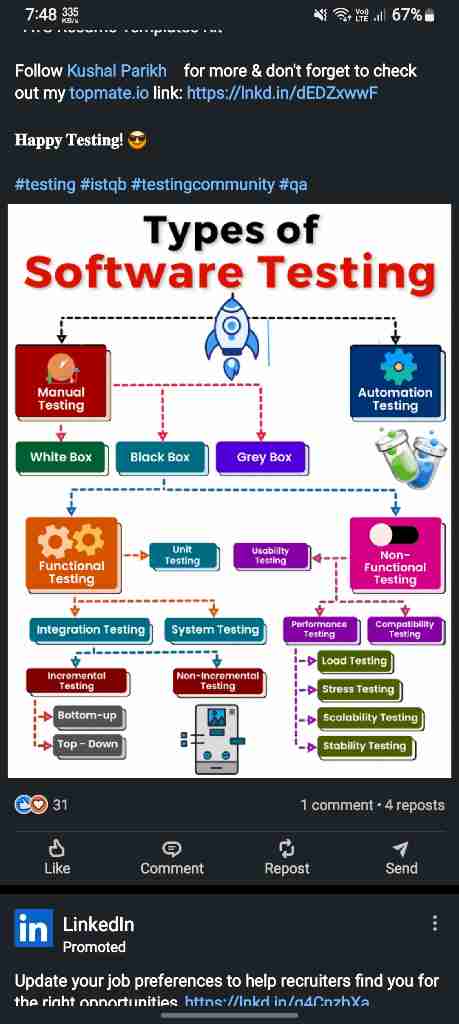 7:48 335 KB/s Vo)) LTE 67%
Follow Kushal Parikh for more & don't forget to check
out my topmate.io link: https://lnkd.in/dEDZxwwF
Happy Testing! 😎
#testing #istqb #testingcommunity #qa
Types of
Software Testing
Manual
Testing
Automation
Testing
White Box
Black Box
Grey Box
Functional
Testing
Unit
Testing
Usability
Testing
Non-
Functional
Testing
Integration Testing
System Testing
Performance
Testing
Compatibility
Testing
Incremental
Testing
Non-Incremental
Testing
Load Testing
Stress Testing
Scalability Testing
Stability Testing
Bottom-up
Top - Down
31
1 comment • 4 reposts
Like
Comment
Repost
Send
in LinkedIn
Promoted
Update your job preferences to help recruiters find you for
the right opportunities. https://lnkd.in/g4CnzbXa